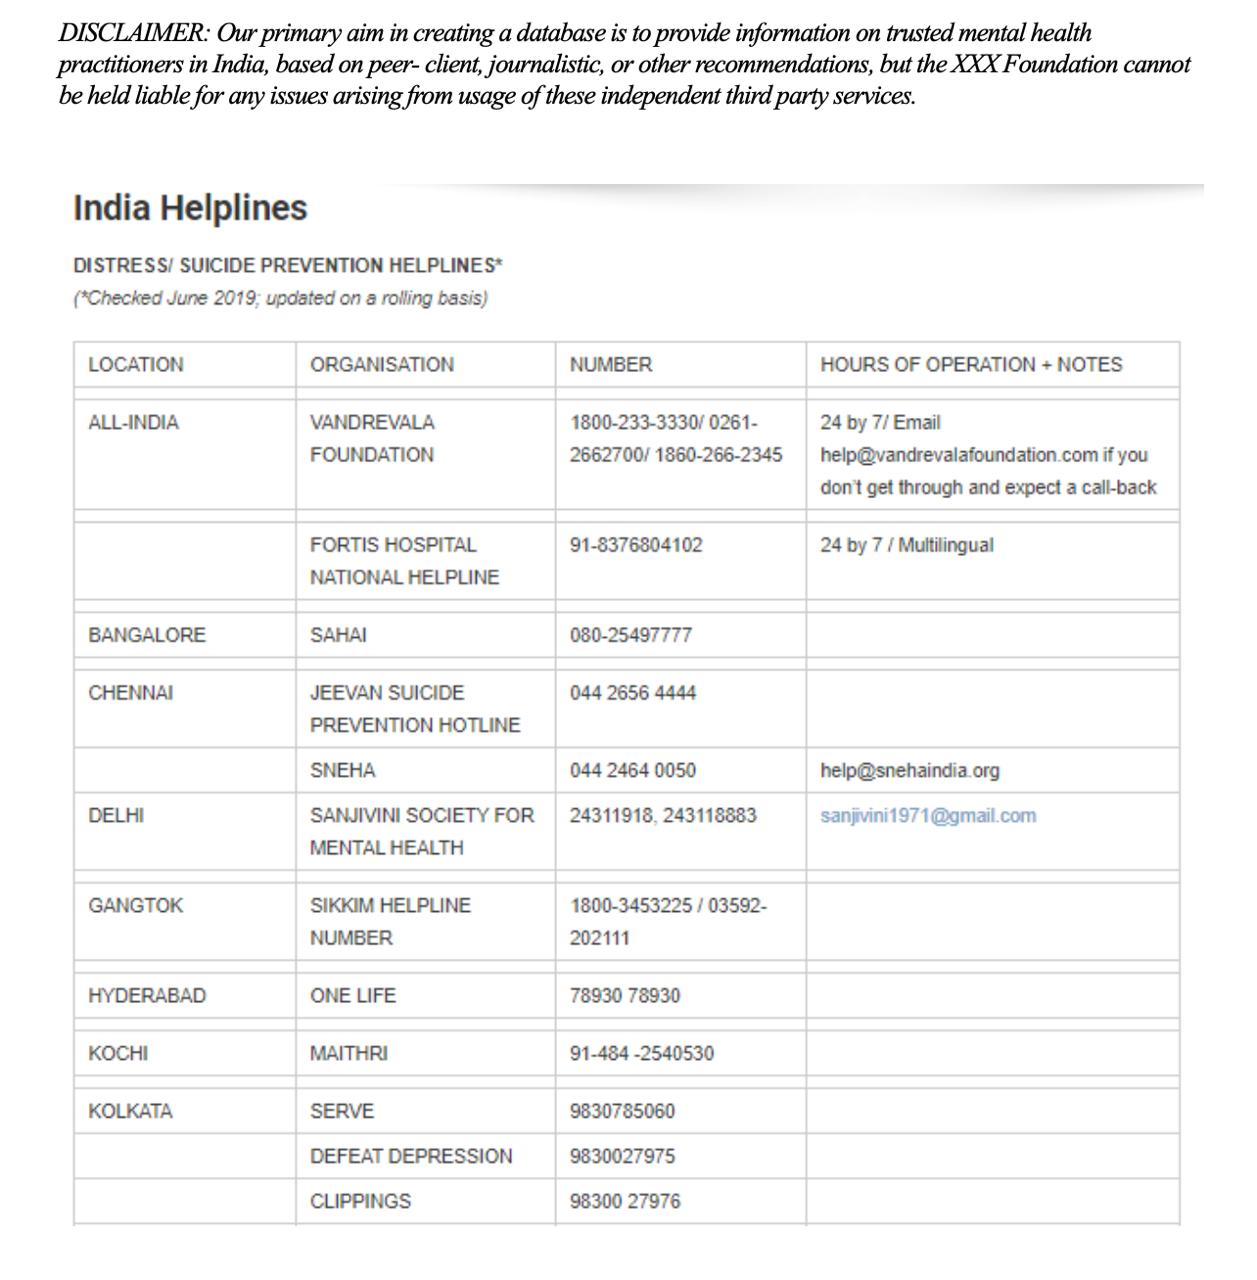 DISCLAIMER: Our primary aim in creating a database is to provide information on trusted mental health
practitioners in India, based on peer- client, journalistic, or other recommendations, but the XXX Foundation cannot
be held liable for any issues arising from usage of these independent third party services.
India Helplines
DISTRESS/ SUICIDE PREVENTION HELPLINES*
(*Checked June 2019; updated on a rolling basis)
LOCATION ORGANISATION NUMBER HOURS OF OPERATION + NOTES
ALL-INDIA VANDREVALA 1800-233-3330/ 0261- 24 by 7/ Email
FOUNDATION 2662700/ 1860-266-2345 help@vandrevalafoundation.com if you
don't get through and expect a call-back
FORTIS HOSPITAL 91-8376804102 24 by 7 / Multilingual
NATIONAL HELPLINE
BANGALORE SAHAI 080-25497777
CHENNAI JEEVAN SUICIDE 044 2656 4444
PREVENTION HOTLINE
SNEHA 044 2464 0050 help@snehaindia.org
DELHI SANJIVINI SOCIETY FOR 24311918, 243118883 sanjivini1971@gmail.com
MENTAL HEALTH
GANGTOK SIKKIM HELPLINE 1800-3453225 / 03592-
NUMBER 202111
HYDERABAD ONE LIFE 78930 78930
KOCHI MAITHRI 91-484 -2540530
KOLKATA SERVE 9830785060
DEFEAT DEPRESSION 9830027975
CLIPPINGS 98300 27976